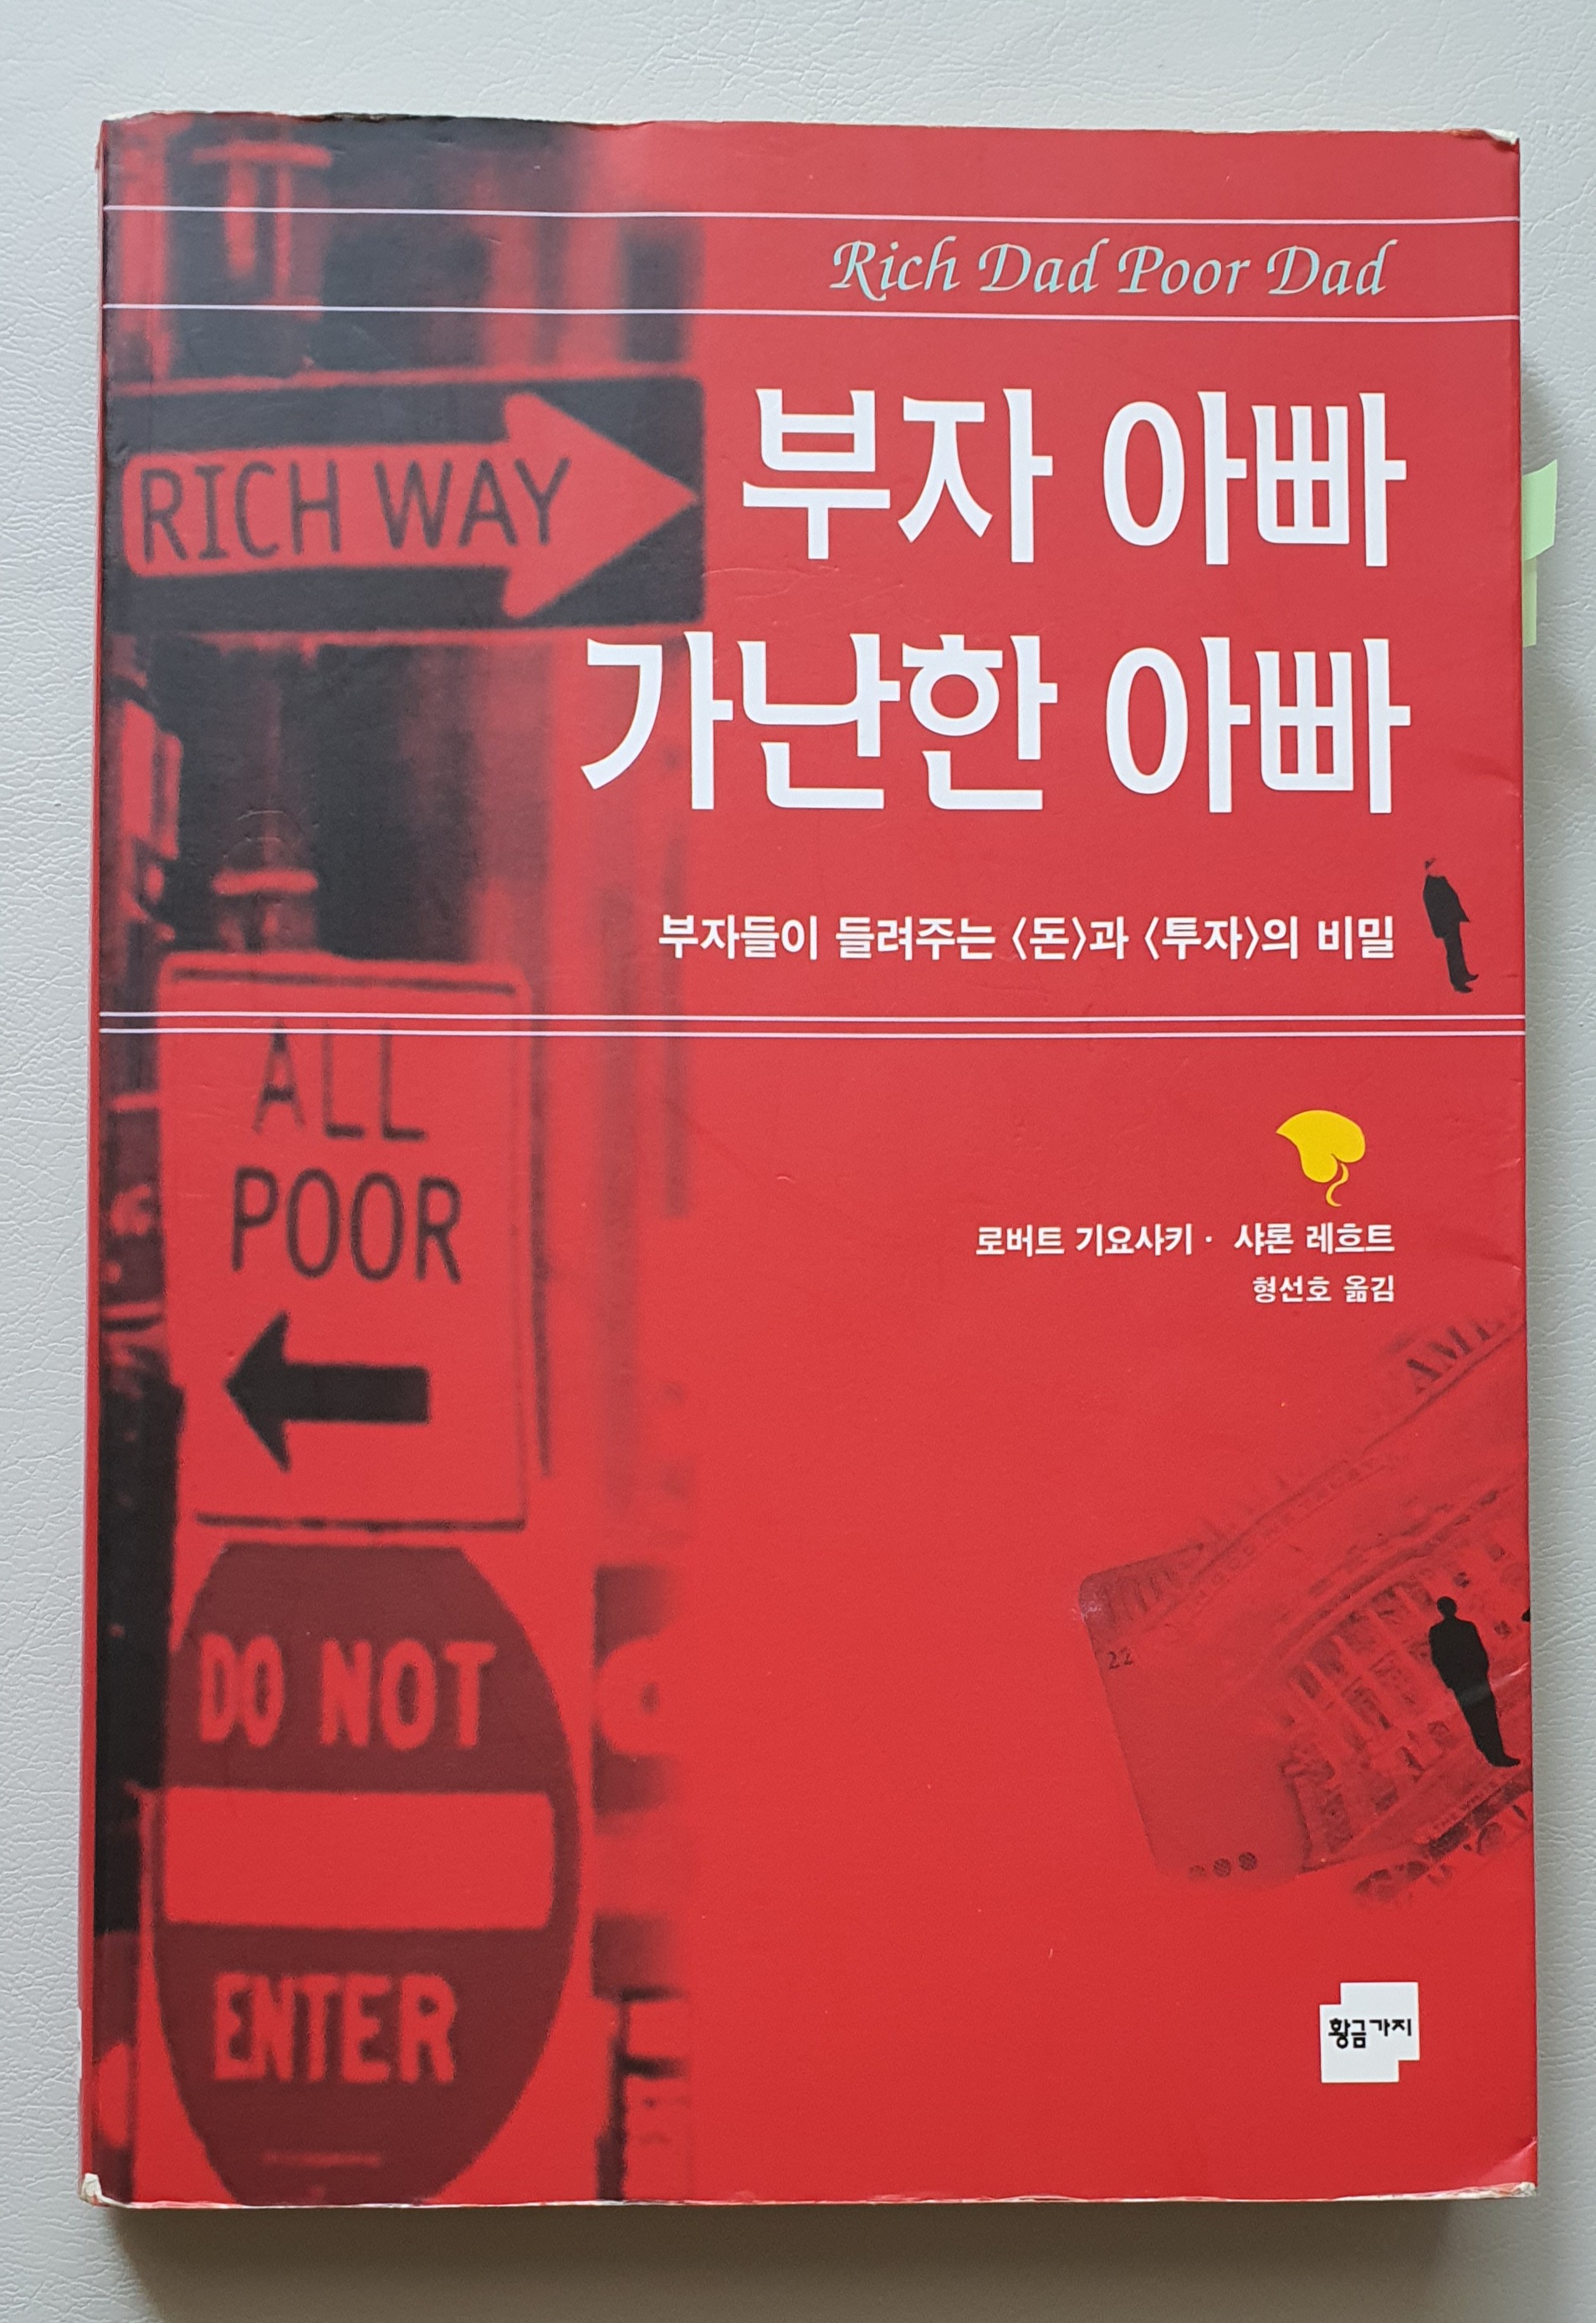 Rich Dad Poor Dad
부자 아빠
가난한 아빠
부자들이 들려주는 〈돈〉과 〈투자〉의 비밀
로버트 기요사키 · 샤론 레흐트
형선호 옮김
RICH WAY
ALL
POOR
DO NOT
ENTER
22
황금가지